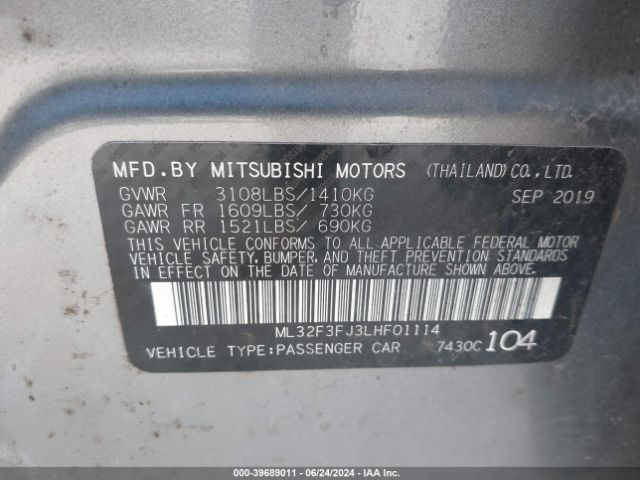 MFD.BY MITSUBISHI MOTORS (THAILAND)CO.,LTD.
GVWR 3108LBS/1410KG SEP 2019
GAWR FR 1609LBS/ 730KG
GAWR RR 1521LBS/ 690KG
THIS VEHICLE CONFORMS TO ALL APPLICABLE FEDERAL MOTOR
VEHICLE SAFETY, BUMPER, AND THEFT PREVENTION STANDARDS
IN EFFECT ON THE DATE OF MANUFACTURE SHOWN ABOVE.
ML32F3FJ3LHF01114
VEHICLE TYPE:PASSENGER CAR 7430C 104
000-39689011 - 06/24/2024 - IAA Inc.